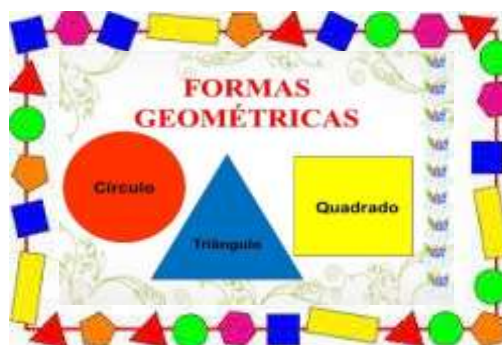 FORMAS
GEOMÉTRICAS
Círculo
Triângulo
Quadrado